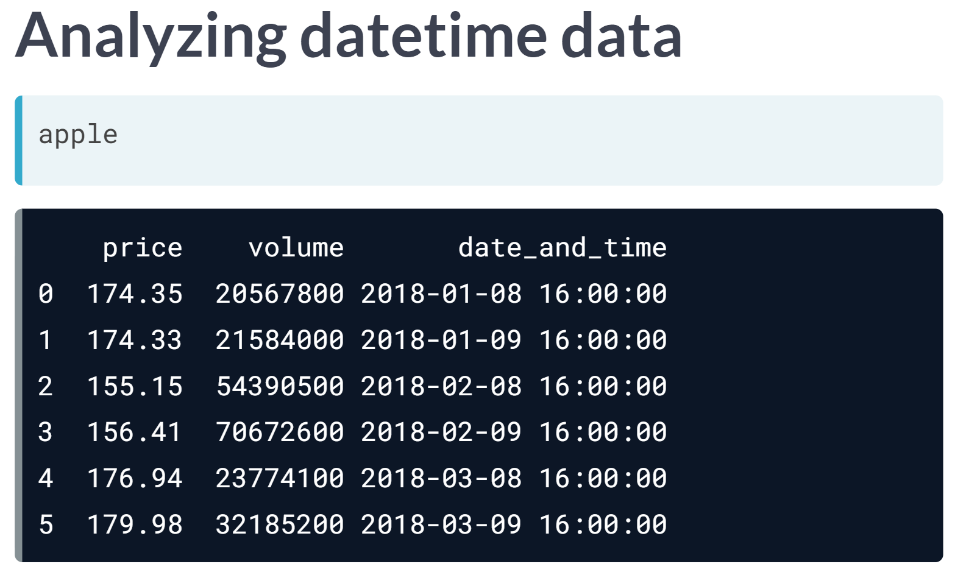 Analyzing datetime data
apple
price volume date_and_time
0 174.35 20567800 2018-01-08 16:00:00
1 174.33 21584000 2018-01-09 16:00:00
2 155.15 54390500 2018-02-08 16:00:00
3 156.41 70672600 2018-02-09 16:00:00
4 176.94 23774100 2018-03-08 16:00:00
5 179.98 32185200 2018-03-09 16:00:00